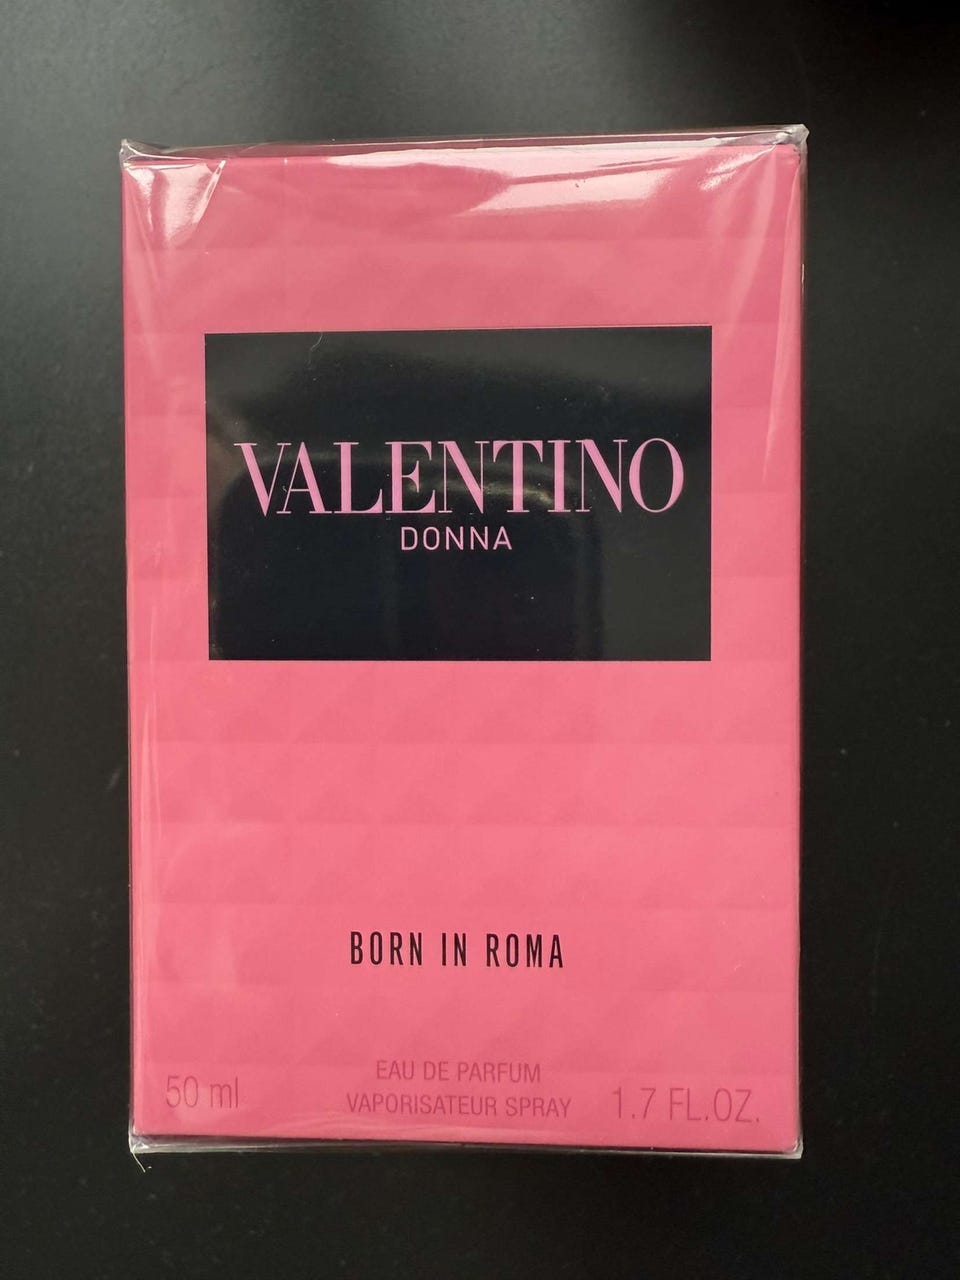 VALENTINO
DONNA
BORN IN ROMA
EAU DE PARFUM
50 ml VAPORISATEUR SPRAY 1.7 FL.OZ.